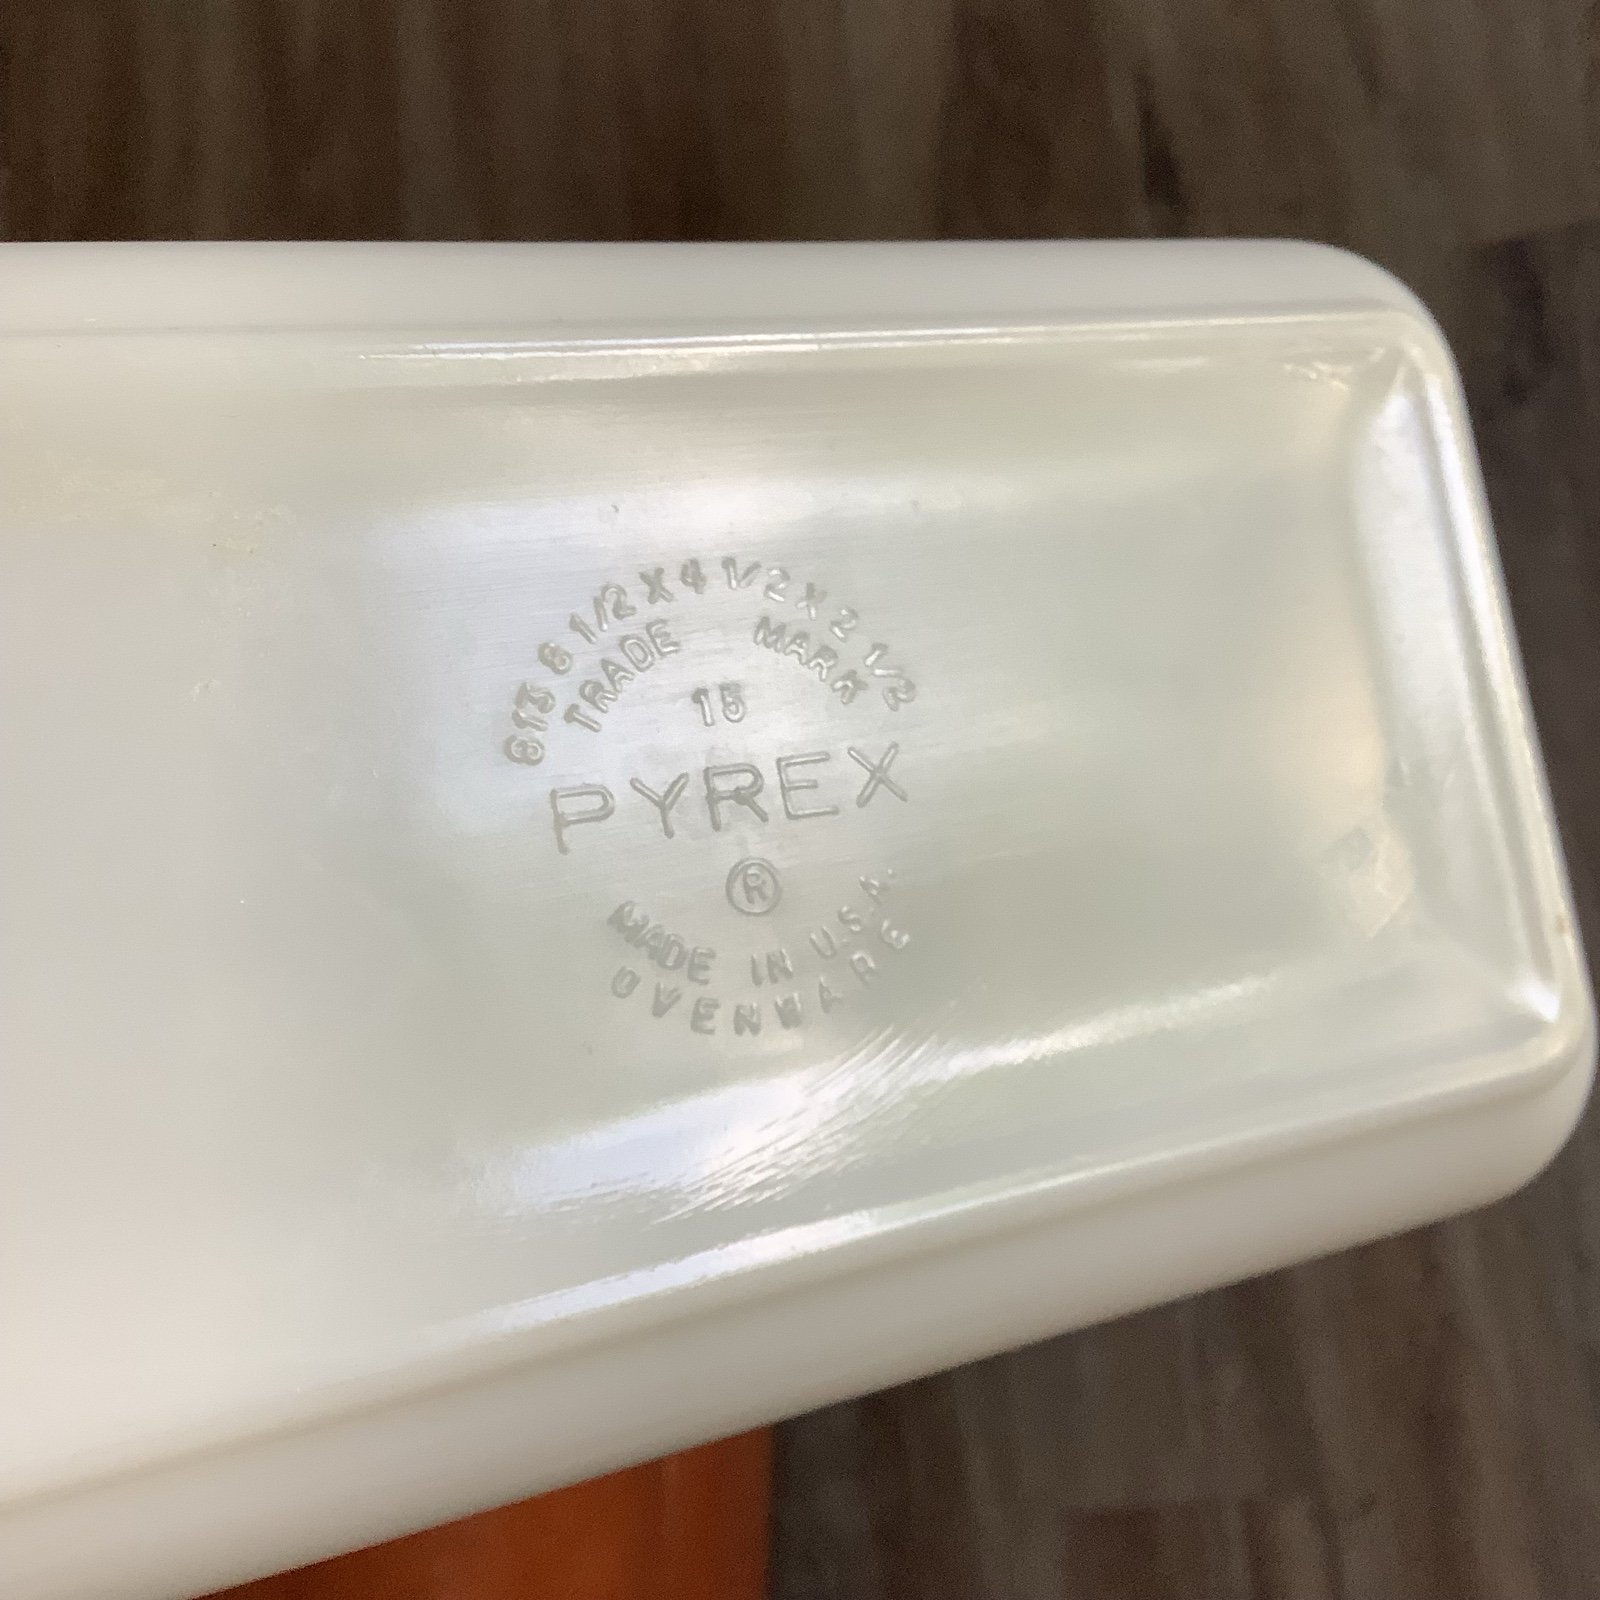 813 8 1/2 X 4 1/2 X 2 1/2
TRADE MARK
15
PYREX
®
MADE IN U.S.A.
OVENWARE